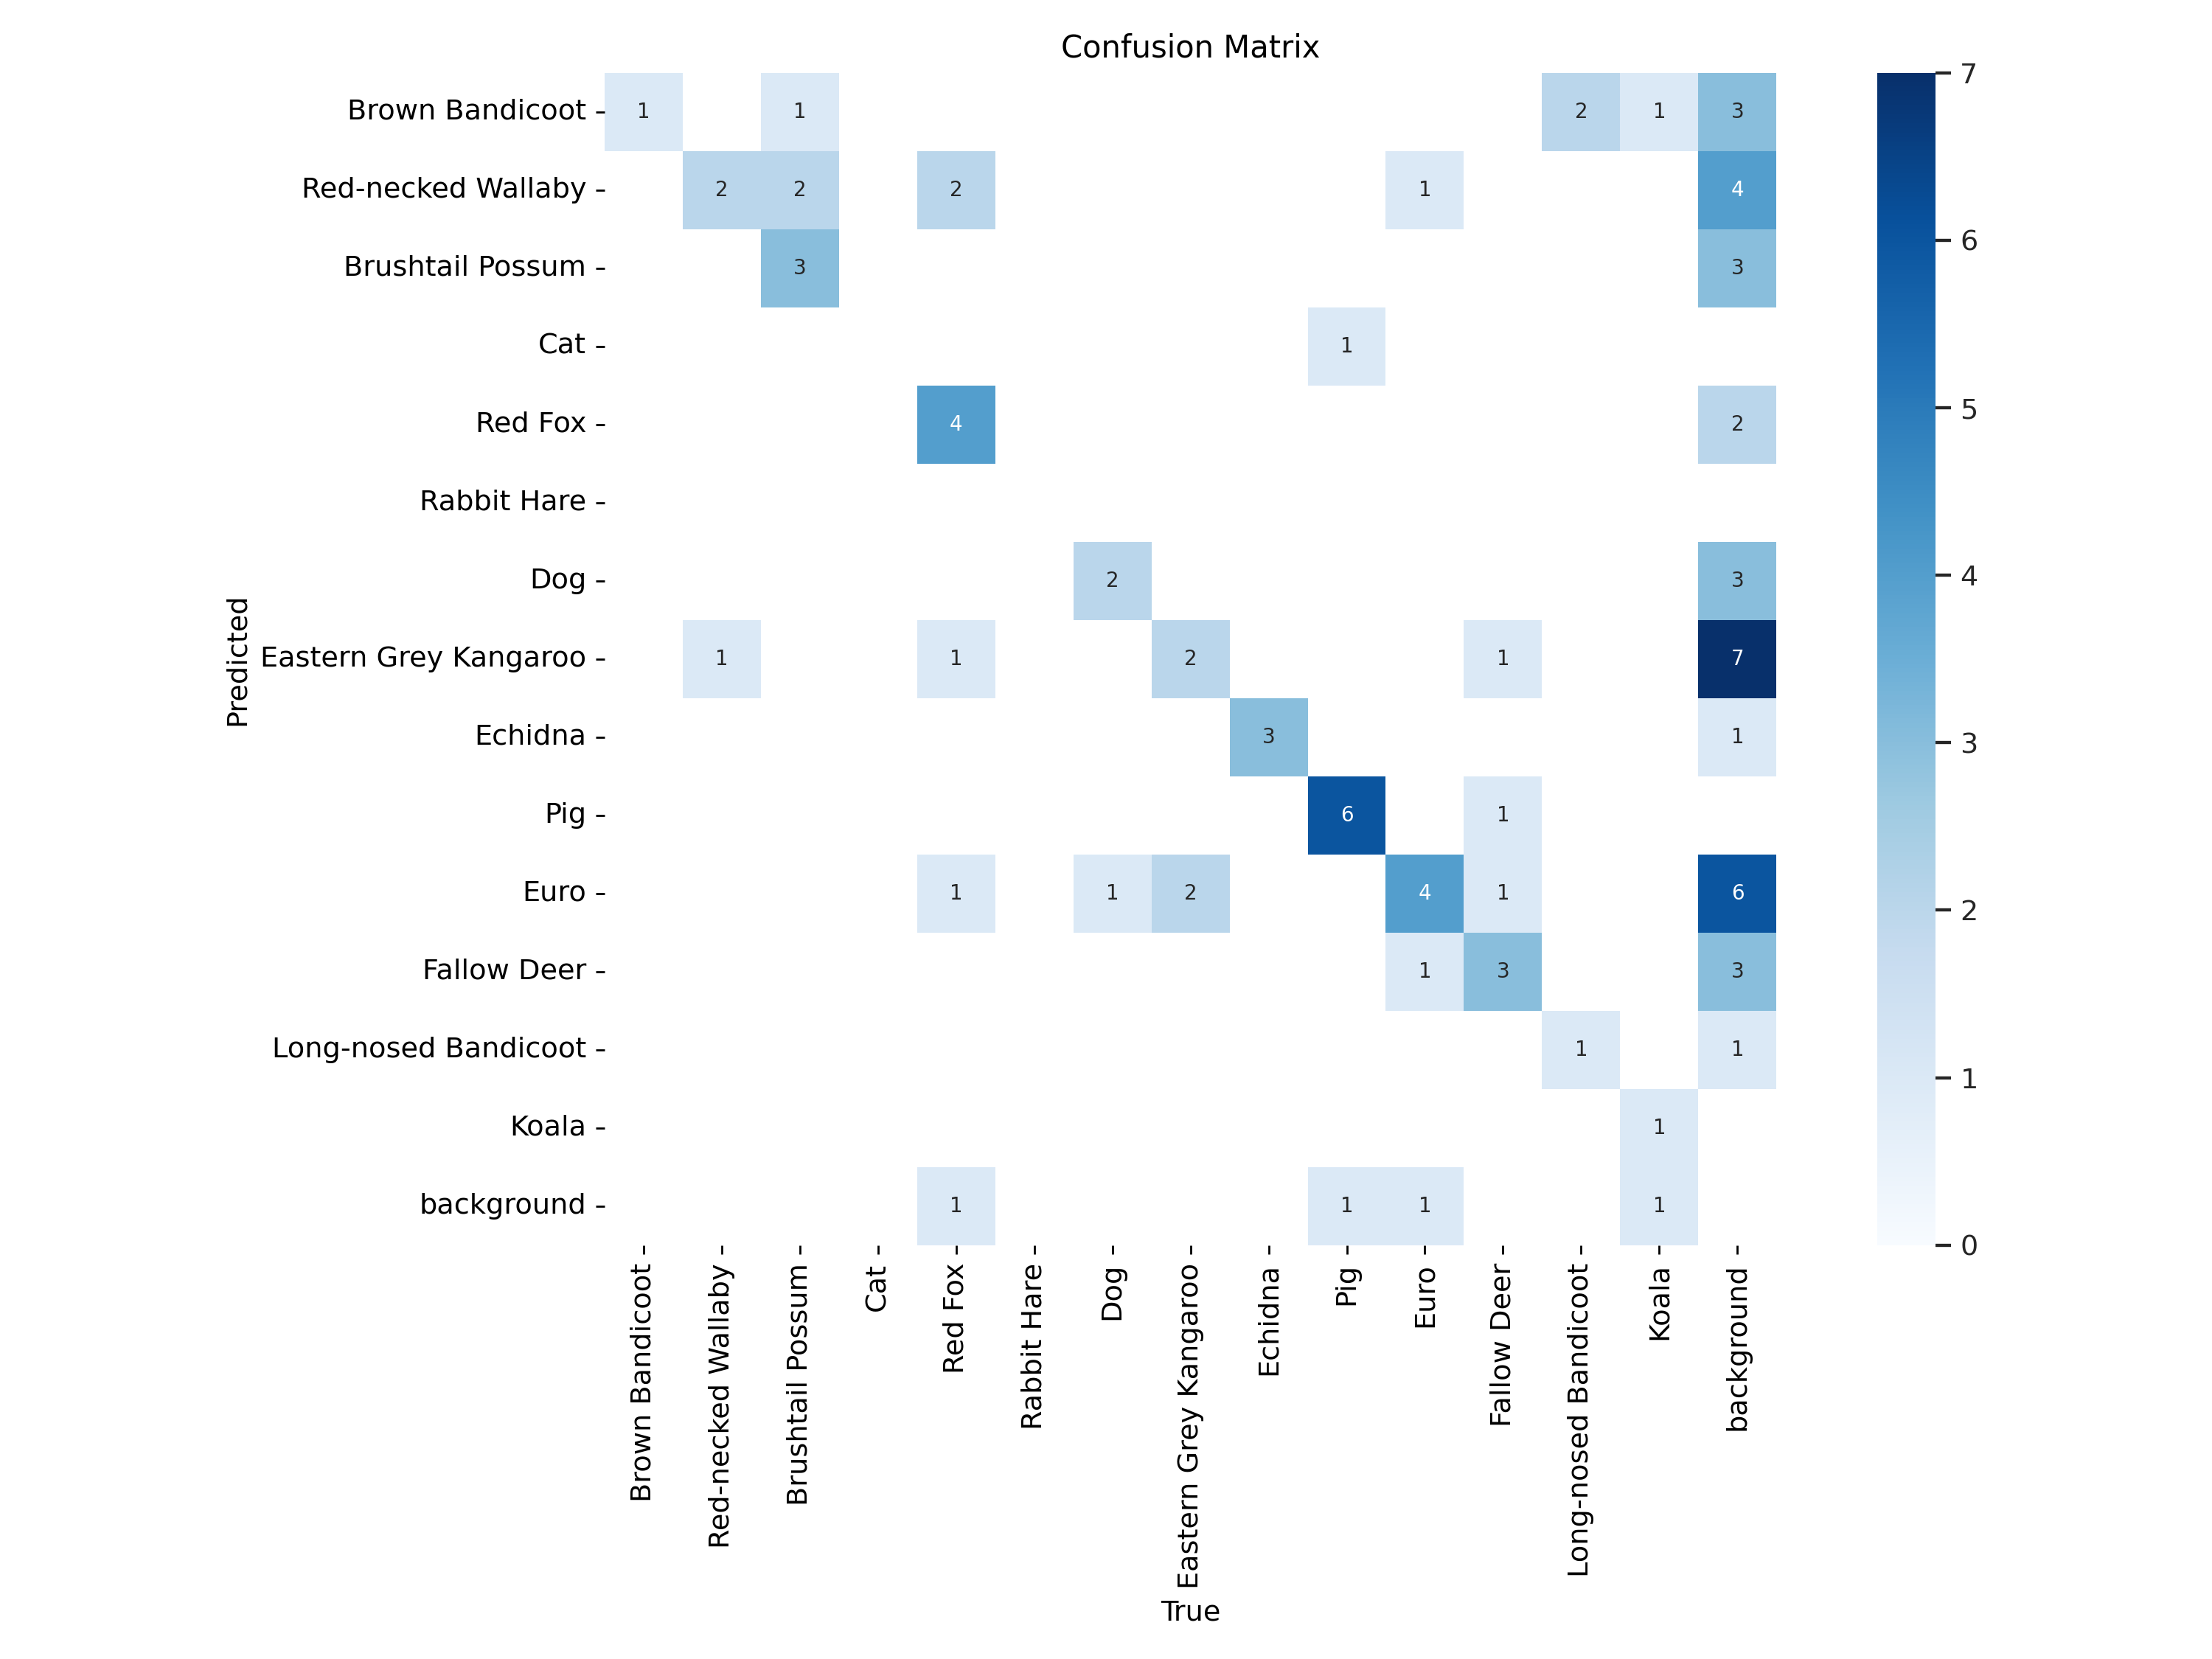 Confusion Matrix
Brown Bandicoot 1 1 2 1 3
Red-necked Wallaby 2 2 2 1 4
Brushtail Possum 3 3
Cat 1
Red Fox 4 2
Rabbit Hare
Dog 2 3
Eastern Grey Kangaroo 1 1 2 1 7
Echidna 3 1
Pig 6 1
Euro 1 1 2 4 1 6
Fallow Deer 1 3 3
Long-nosed Bandicoot 1 1
Koala 1
background 1 1 1 1
Predicted
Brown Bandicoot
Red-necked Wallaby
Brushtail Possum
Cat
Red Fox
Rabbit Hare
Dog
Eastern Grey Kangaroo
Echidna
Pig
Euro
Fallow Deer
Long-nosed Bandicoot
Koala
background
True
7
6
5
4
3
2
1
0